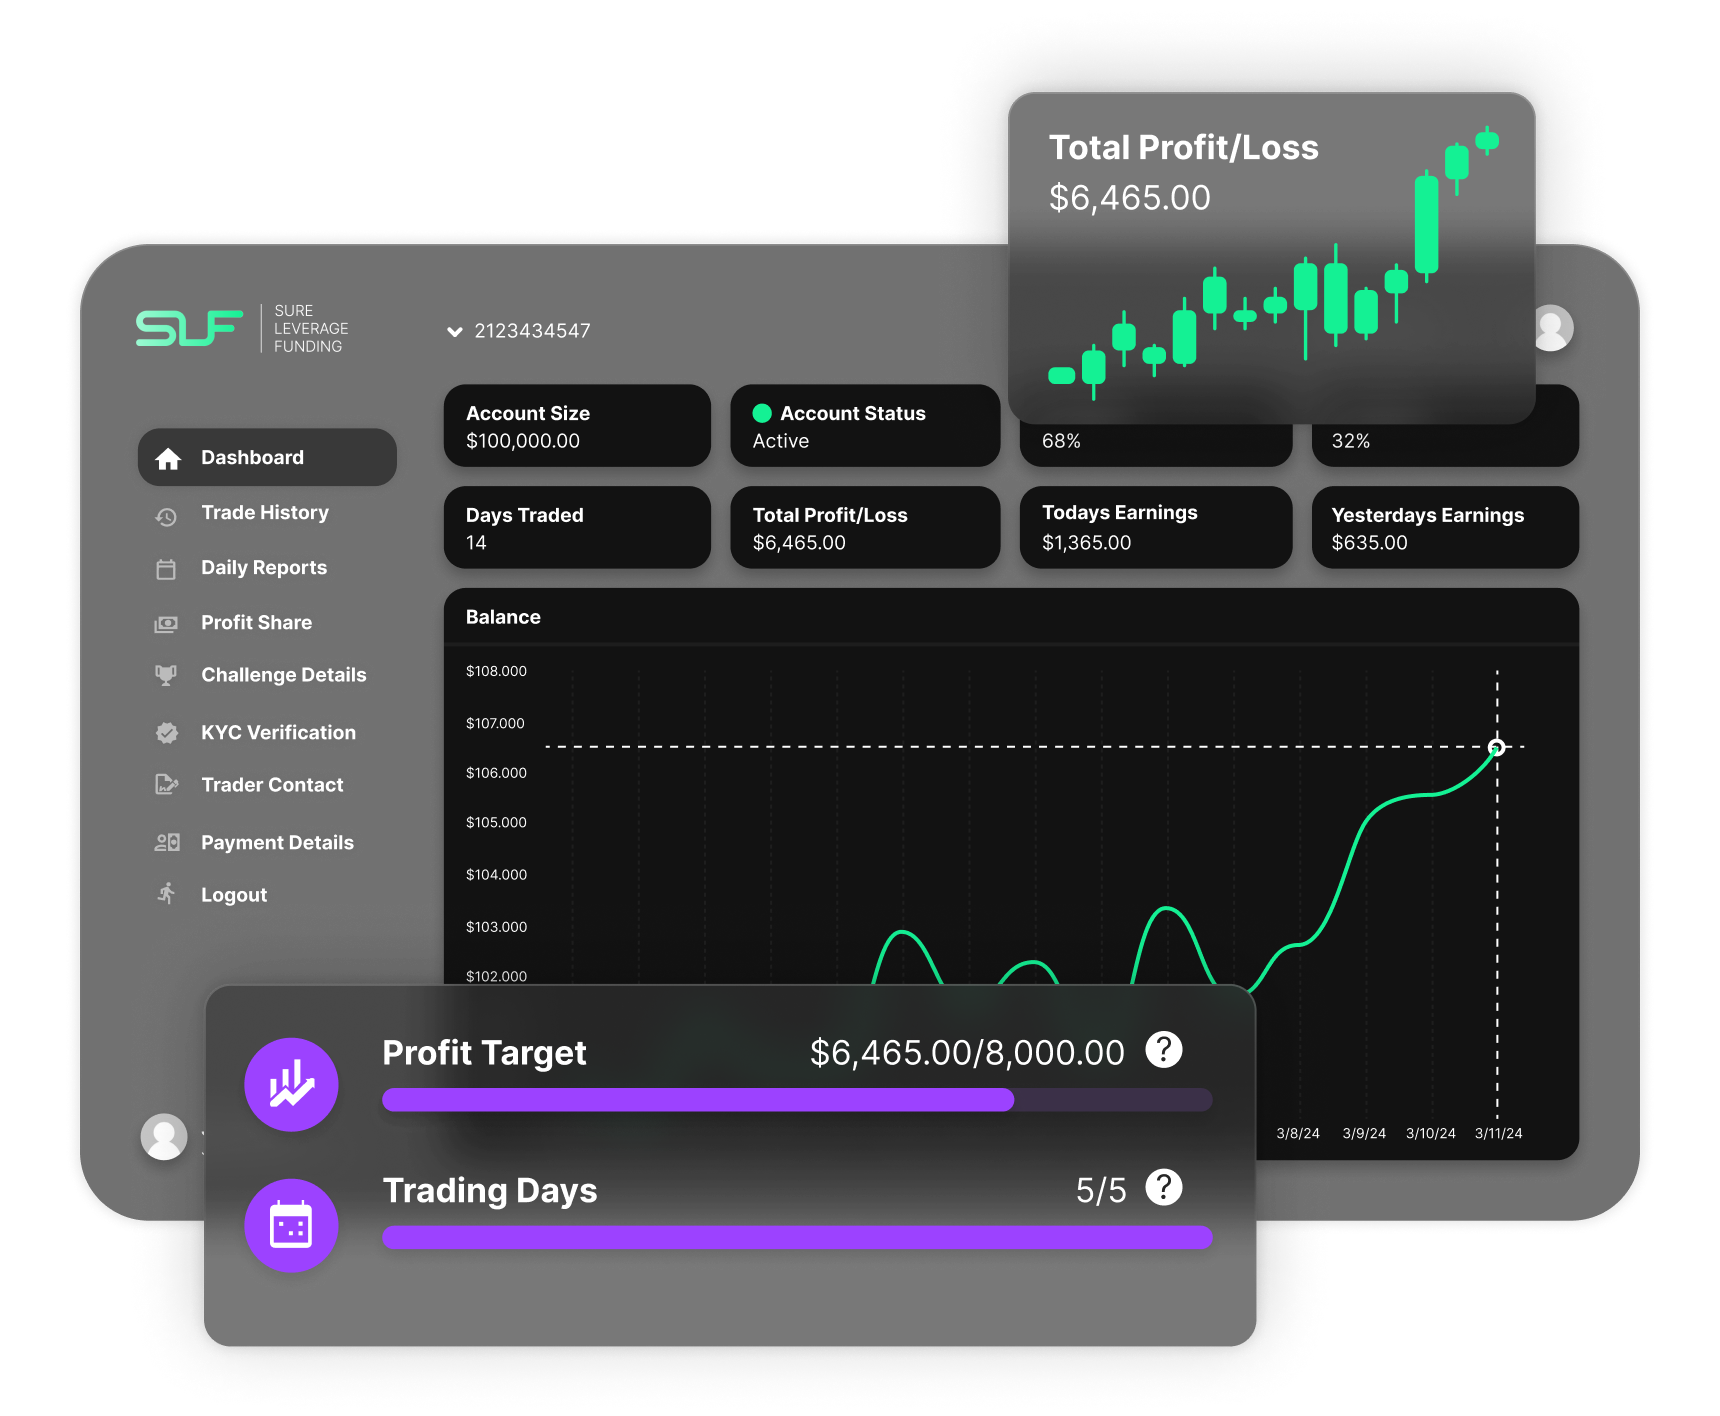 Total Profit/Loss
$6,465.00
SLF
SURE
LEVERAGE
FUNDING
2123434547
Account Size
$100,000.00
Account Status
Active
68%
32%
Dashboard
Trade History
Daily Reports
Profit Share
Challenge Details
KYC Verification
Trader Contact
Payment Details
Logout
Days Traded
14
Total Profit/Loss
$6,465.00
Todays Earnings
$1,365.00
Yesterdays Earnings
$635.00
Balance
$108.000
$107.000
$106.000
$105.000
$104.000
$103.000
$102.000
3/8/24 3/9/24 3/10/24 3/11/24
Profit Target $6,465.00/8,000.00 ?
Trading Days 5/5 ?